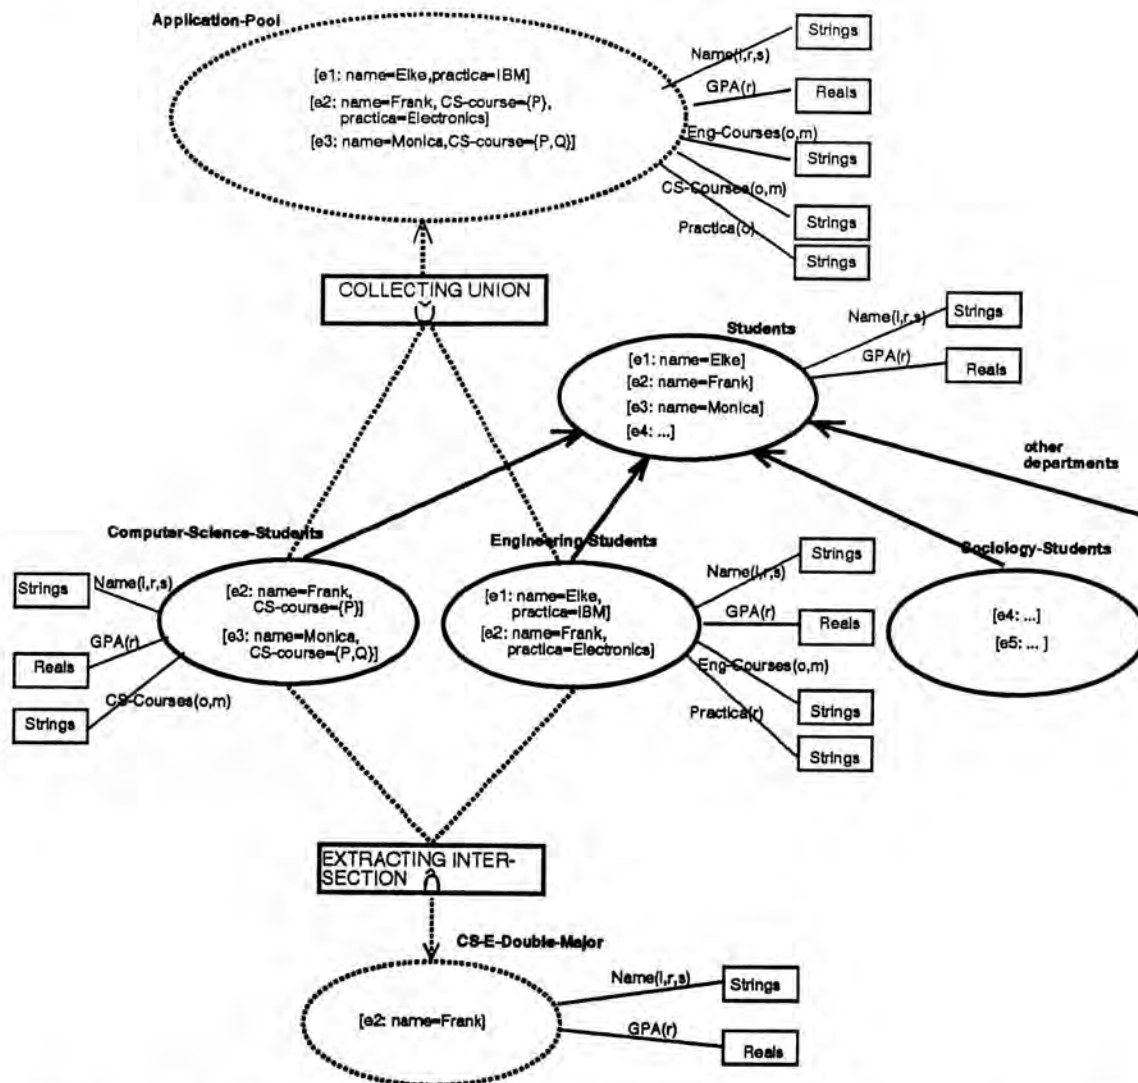 Application-Pool
Strings
Name(i,r,s)
[e1: name=Elke,practica=IBM]
GPA(r)
Reals
[e2: name=Frank, CS-course={P},
practica=Electronics]
Eng-Courses(o,m)
[e3: name=Monica,CS-course={P,Q}]
Strings
CS-Courses(o,m)
Strings
Practica(o)
Strings
COLLECTING UNION
Students
Name(i,r,s)
Strings
[e1: name=Elke]
GPA(r)
Reals
[e2: name=Frank]
[e3: name=Monica]
[e4: ...]
other
departments
Computer-Science-Students
Engineering-Students
Sociology-Students
Strings
Name(i,r,s)
[e2: name=Frank,
CS-course={P}]
[e3: name=Monica,
CS-course={P,Q}]
GPA(r)
Reals
CS-Courses(o,m)
Strings
[e1: name=Elke,
practica=IBM]
[e2: name=Frank,
practica=Electronics]
Name(i,r,s)
Strings
GPA(r)
Reals
Eng-Courses(o,m)
Strings
Practica(r)
Strings
[e4: ...]
[e5: ... ]
EXTRACTING INTER-
SECTION
CS-E-Double-Major
Name(i,r,s)
Strings
[e2: name=Frank]
GPA(r)
Reals